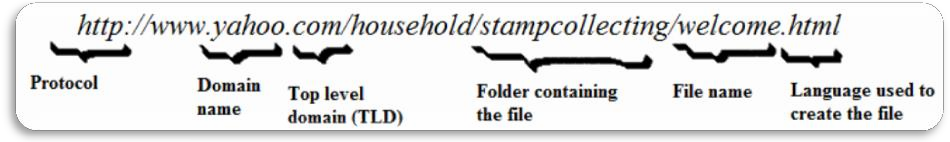 http://www.yahoo.com/household/stampcollecting/welcome.html
Protocol
Domain
name
Top level
domain (TLD)
Folder containing
the file
File name
Language used to
create the file